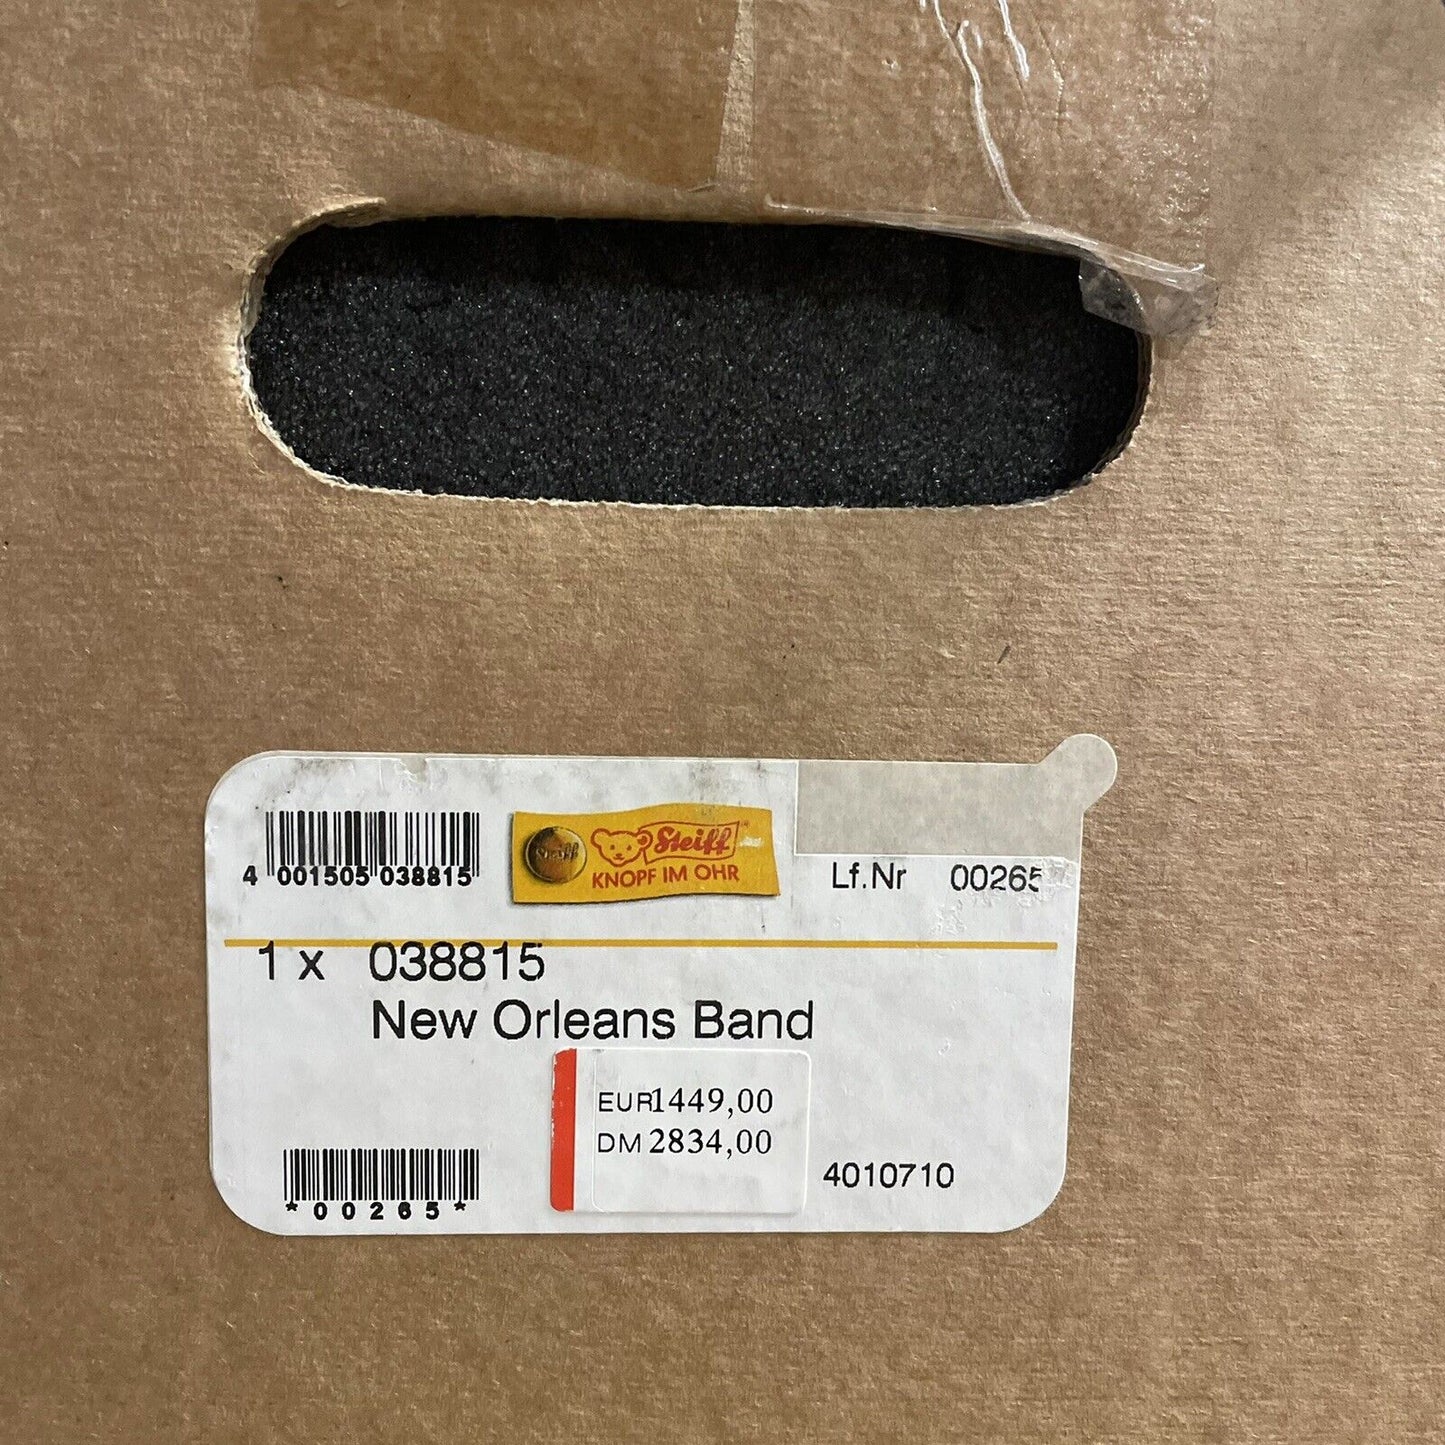 4 001505 038815
Steiff
Steiff
KNOPF IM OHR
Lf.Nr 00265
1 x 038815
New Orleans Band
EUR1449,00
DM 2834,00
*00265*
4010710